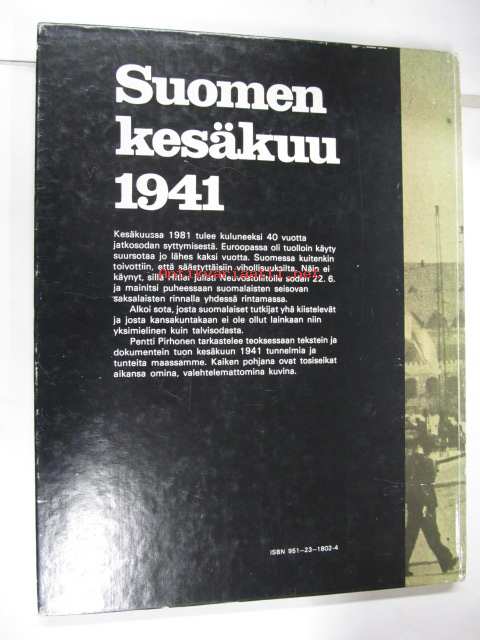 Suomen
kesäkuu
1941
Kesäkuussa 1981 tulee kuluneeksi 40 vuotta
jatkosodan syttymisestä. Euroopassa oli tuolloin käyty
suursotaa jo lähes kaksi vuotta. Suomessa kuitenkin
toivottiin, että säästyttäisiin vihollisuuksilta. Näin ei
käynyt, sillä Hitler julisti Neuvostoliitolle sodan 22. 6.
ja mainitsi puheessaan suomalaisten seisovan
saksalaisten rinnalla yhdessä rintamassa.
Alkoi sota, josta suomalaiset tutkijat yhä kiistelevät
ja josta kansakuntakaan ei ole ollut lainkaan niin
yksimielinen kuin talvisodasta.
Pentti Pirhonen tarkastelee teoksessaan tekstein ja
dokumentein tuon kesäkuun 1941 tunnelmia ja
tunteita maassamme. Kaiken pohjana ovat tosiseikat
aikansa omina, valehtelemattomina kuvina.
ISBN 951-23-1802-4